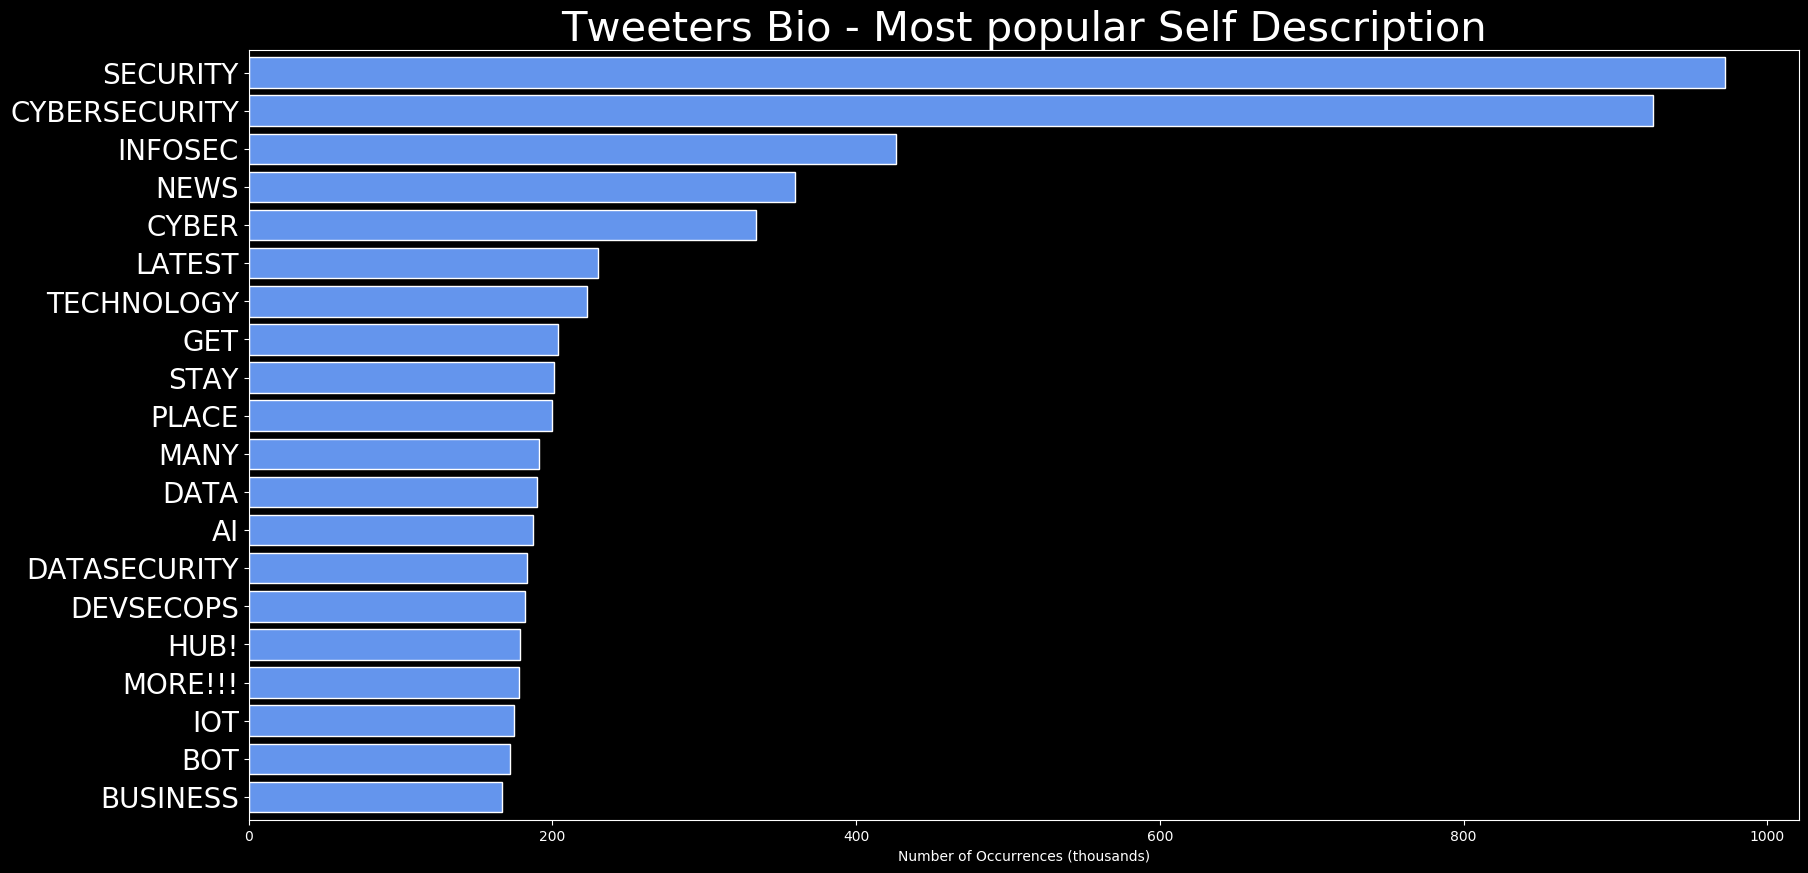 Tweeters Bio - Most popular Self Description
SECURITY
CYBERSECURITY
INFOSEC
NEWS
CYBER
LATEST
TECHNOLOGY
GET
STAY
PLACE
MANY
DATA
AI
DATASECURITY
DEVSECOPS
HUB!
MORE!!!
IOT
BOT
BUSINESS
0 200 400 600 800 1000
Number of Occurrences (thousands)